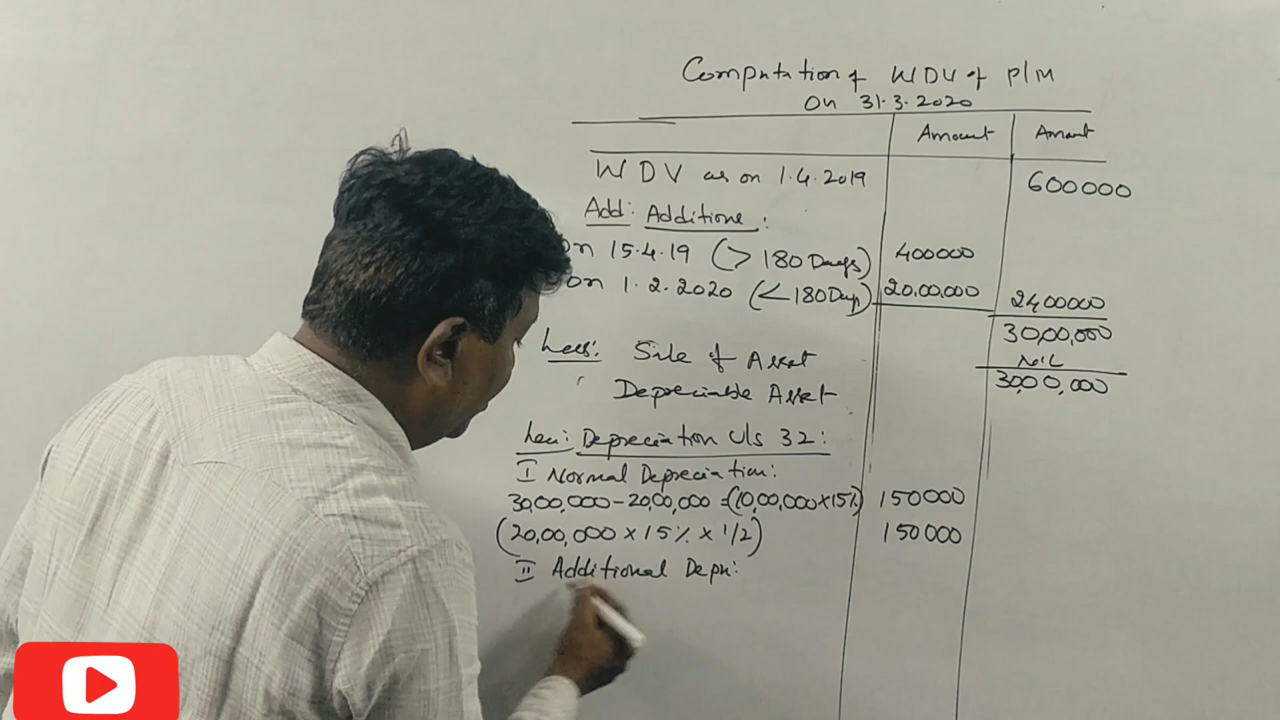 Computation of WDV of P/M
On 31.3.2020
Amount Amount
WDV as on 1.4.2019 600000
Add: Additions:
on 15.4.19 (>180 Days) 400000
on 1.2.2020 (<180 Days) 20,00,000 2400000
30,00,000
Less: Sale of Asset NIL
Depreciable Asset 30,00,000
Less: Depreciation U/s 32:
I Normal Depreciation:
30,00,000 - 20,00,000 = (10,00,000 x 15%) 150000
(20,00,000 x 15% x 1/2) 150000
II Additional Depn: